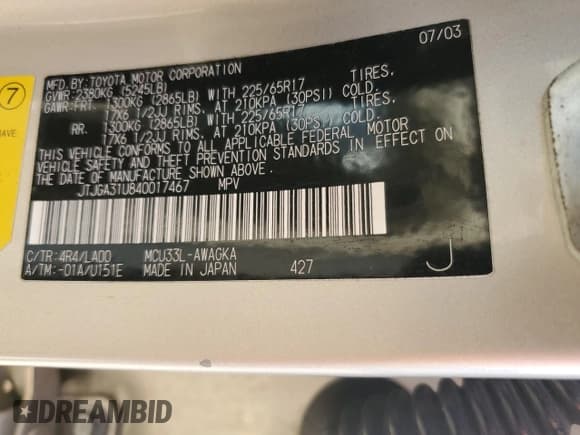 07/03
MFD. BY: TOYOTA MOTOR CORPORATION
GVWR: 2380KG (5245LB)
GAWR: FRT. 1300KG (2865LB) WITH 225/65R17 TIRES,
17X6 1/2JJ RIMS, AT 210KPA (30PSI) COLD.
RR. 1300KG (2865LB) WITH 225/65R17 TIRES,
17X6 1/2JJ RIMS, AT 210KPA (30PSI) COLD.
THIS VEHICLE CONFORMS TO ALL APPLICABLE FEDERAL MOTOR
VEHICLE SAFETY AND THEFT PREVENTION STANDARDS IN EFFECT ON
THE DATE OF MANUFACTURE SHOWN ABOVE.
JTJGA31U840017467 MPV
C/TR: 4R4/LA00 MCU33L-AWAGKA
A/TM: -01A/U151E MADE IN JAPAN 427 J
7
DREAMBID